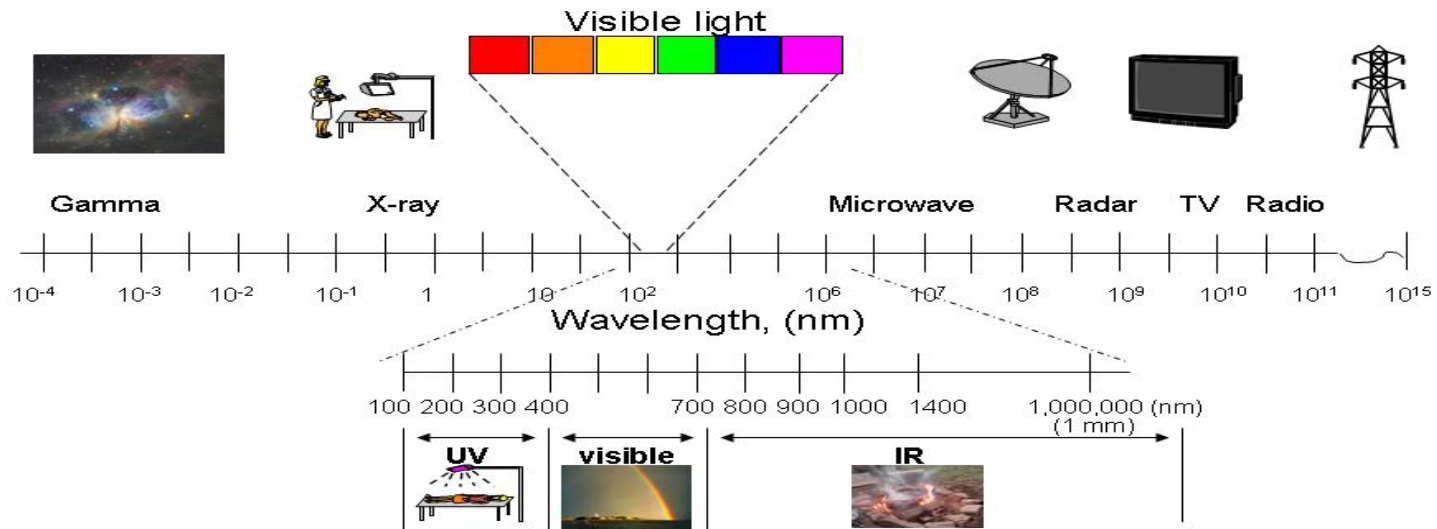 Visible light
Gamma X-ray Microwave Radar TV Radio
10-4 10-3 10-2 10-1 1 10 102 106 107 108 109 1010 1011 1015
Wavelength, (nm)
100 200 300 400 700 800 900 1000 1400 1,000,000 (nm)
(1 mm)
UV visible IR